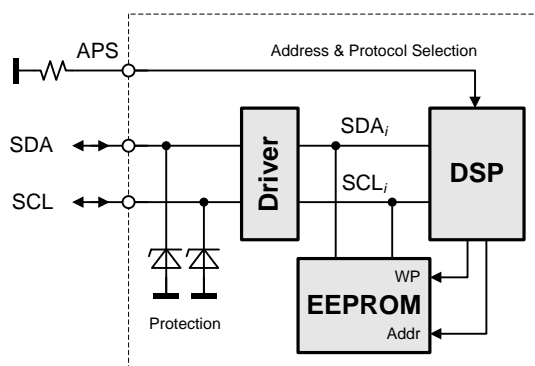 APS
Address & Protocol Selection
SDA
SCL
Driver
SDAi
SCLi
DSP
WP
EEPROM
Addr
Protection